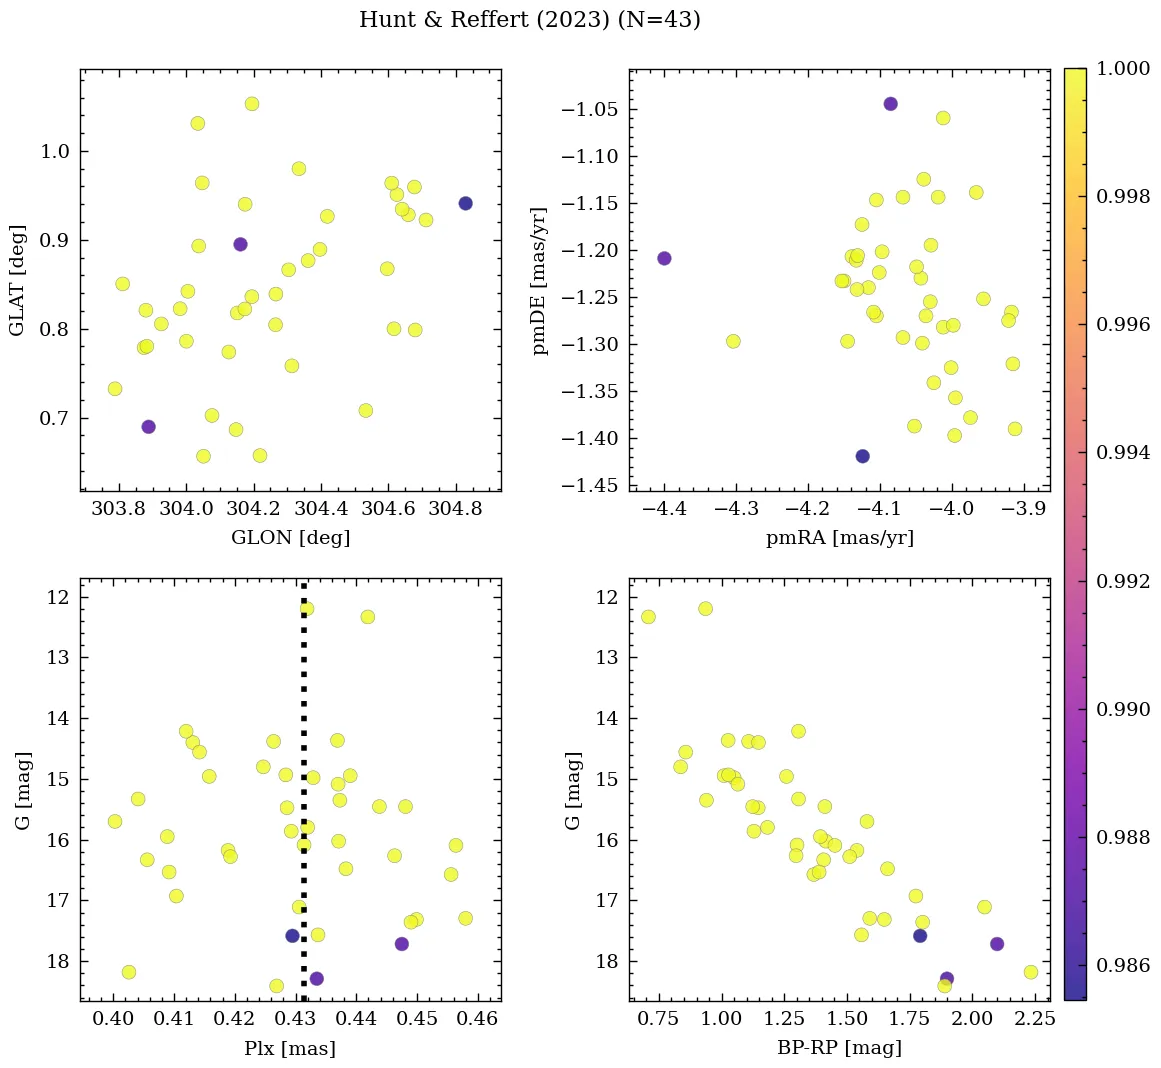 Hunt & Reffert (2023) (N=43)
1.0
0.9
0.8
0.7
GLAT [deg]
303.8 304.0 304.2 304.4 304.6 304.8
GLON [deg]
−1.05
−1.10
−1.15
−1.20
−1.25
−1.30
−1.35
−1.40
−1.45
pmDE [mas/yr]
−4.4 −4.3 −4.2 −4.1 −4.0 −3.9
pmRA [mas/yr]
12
13
14
15
16
17
18
G [mag]
0.40 0.41 0.42 0.43 0.44 0.45 0.46
Plx [mas]
12
13
14
15
16
17
18
G [mag]
0.75 1.00 1.25 1.50 1.75 2.00 2.25
BP-RP [mag]
1.000
0.998
0.996
0.994
0.992
0.990
0.988
0.986